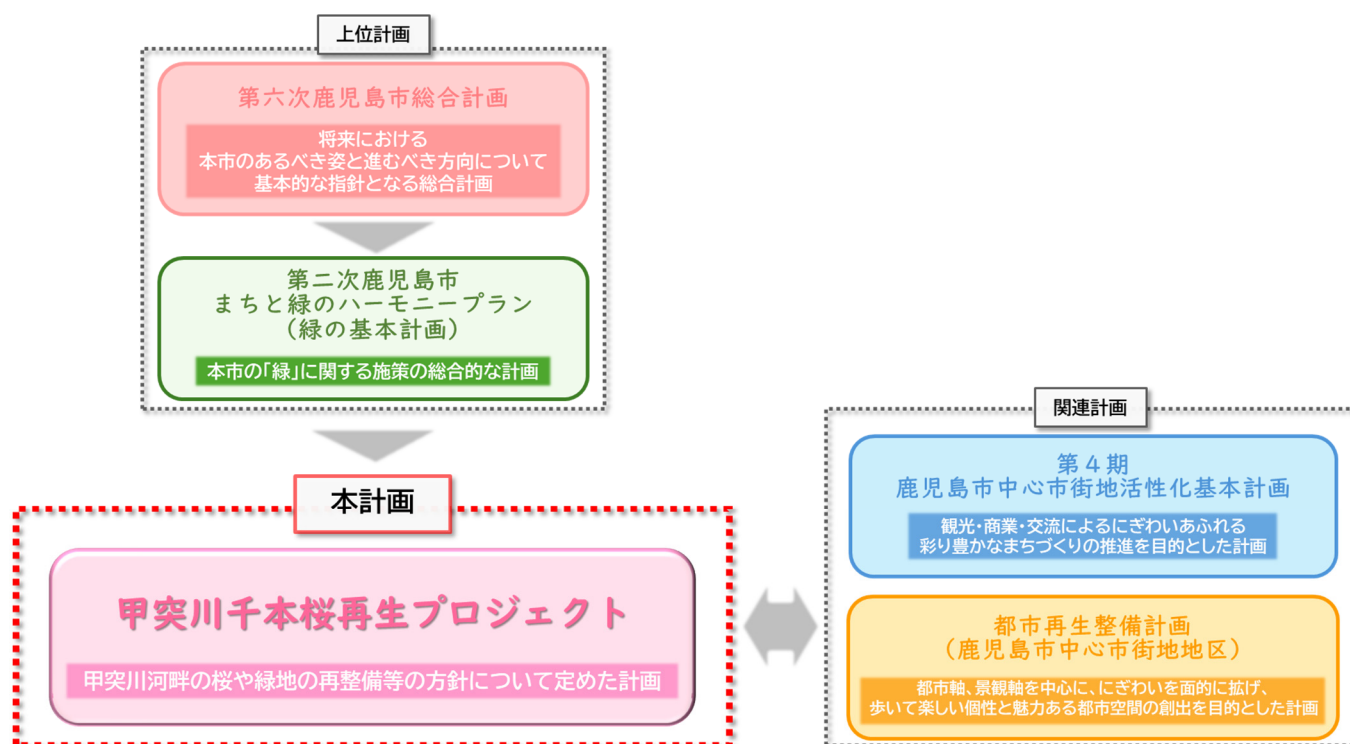 上位計画
第六次鹿児島市総合計画
将来における
本市のあるべき姿と進むべき方向について
基本的な指針となる総合計画
第二次鹿児島市
まちと緑のハーモニープラン
（緑の基本計画）
本市の「緑」に関する施策の総合的な計画
本計画
甲突川千本桜再生プロジェクト
甲突川河畔の桜や緑地の再整備等の方針について定めた計画
関連計画
第４期
鹿児島市中心市街地活性化基本計画
観光・商業・交流によるにぎわいあふれる
彩り豊かなまちづくりの推進を目的とした計画
都市再生整備計画
（鹿児島市中心市街地地区）
都市軸、景観軸を中心に、にぎわいを面的に拡げ、
歩いて楽しい個性と魅力ある都市空間の創出を目的とした計画